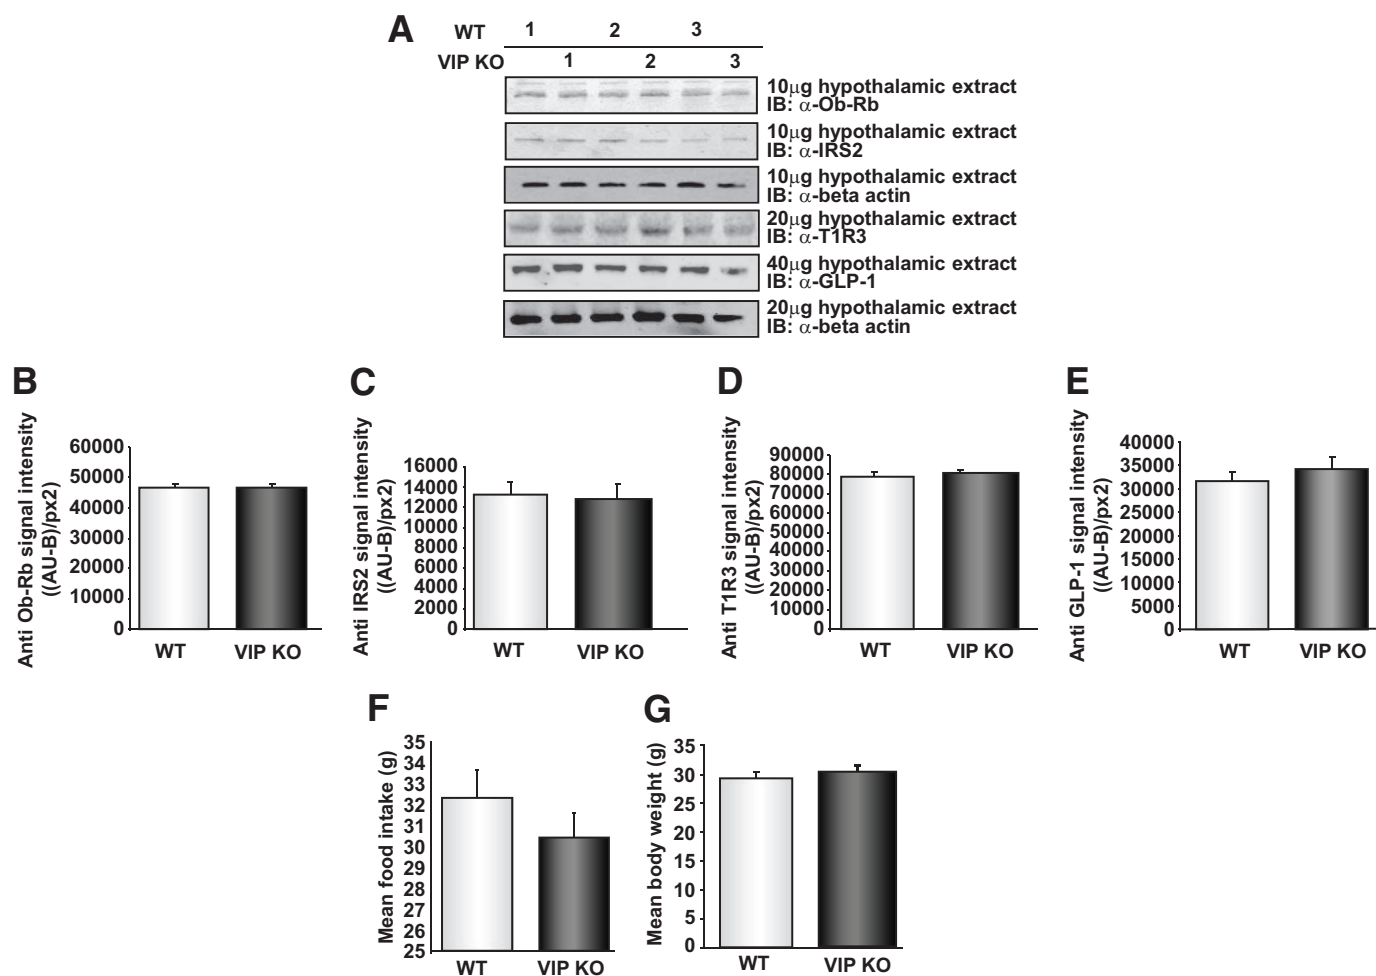 A
WT 1 2 3
VIP KO 1 2 3
10μg hypothalamic extract
IB: α-Ob-Rb
10μg hypothalamic extract
IB: α-IRS2
10μg hypothalamic extract
IB: α-beta actin
20μg hypothalamic extract
IB: α-T1R3
40μg hypothalamic extract
IB: α-GLP-1
20μg hypothalamic extract
IB: α-beta actin
B
Anti Ob-Rb signal intensity
((AU-B)/px2)
60000
50000
40000
30000
20000
10000
0
WT VIP KO
C
Anti IRS2 signal intensity
((AU-B)/px2)
16000
14000
12000
10000
8000
6000
4000
2000
0
WT VIP KO
D
Anti T1R3 signal intensity
((AU-B)/px2)
90000
80000
70000
60000
50000
40000
30000
20000
10000
0
WT VIP KO
E
Anti GLP-1 signal intensity
((AU-B)/px2)
40000
35000
30000
25000
20000
15000
10000
5000
0
WT VIP KO
F
Mean food intake (g)
35
34
33
32
31
30
29
28
27
26
25
WT VIP KO
G
Mean body weight (g)
35
30
25
20
15
10
5
0
WT VIP KO